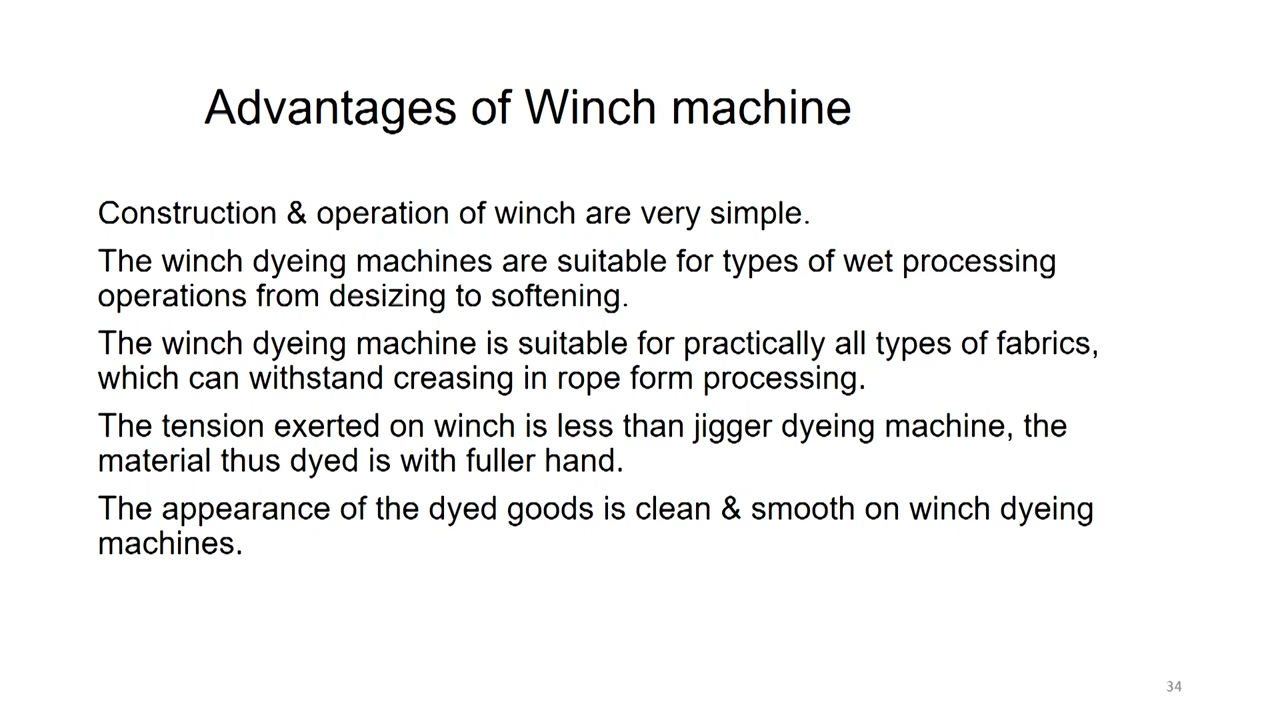 Advantages of Winch machine
Construction & operation of winch are very simple.
The winch dyeing machines are suitable for types of wet processing
operations from desizing to softening.
The winch dyeing machine is suitable for practically all types of fabrics,
which can withstand creasing in rope form processing.
The tension exerted on winch is less than jigger dyeing machine, the
material thus dyed is with fuller hand.
The appearance of the dyed goods is clean & smooth on winch dyeing
machines.
34